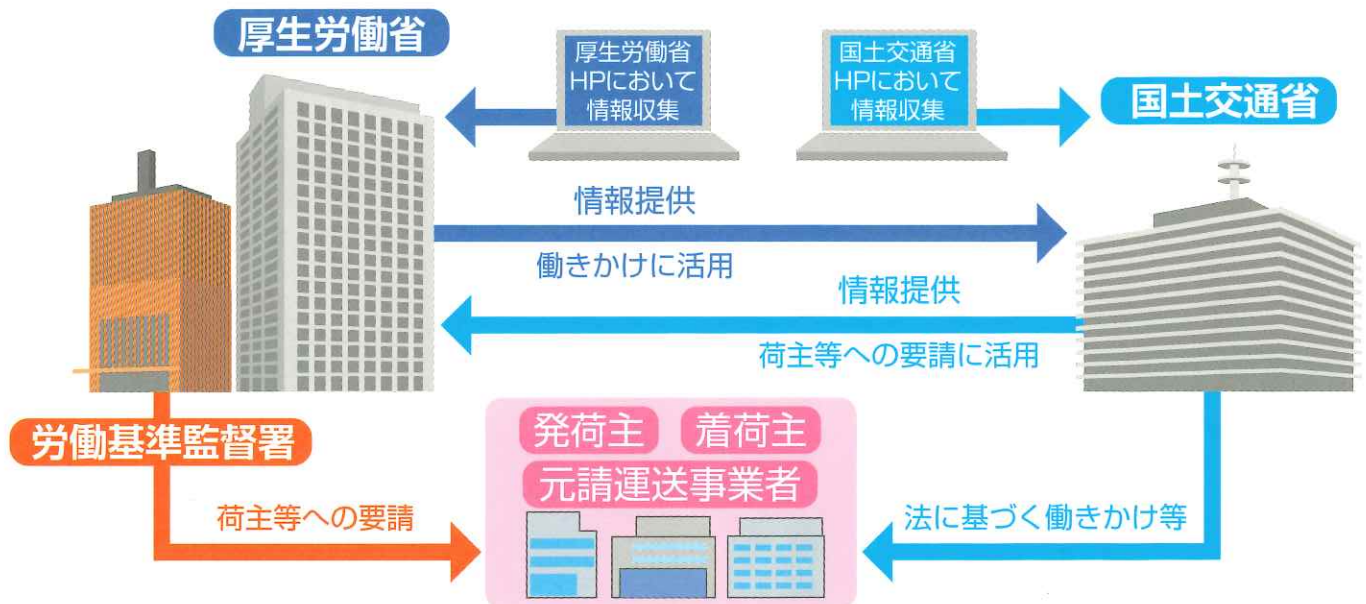 厚生労働省
厚生労働省
HPにおいて
情報収集
国土交通省
HPにおいて
情報収集
国土交通省
情報提供
働きかけに活用
情報提供
荷主等への要請に活用
労働基準監督署
発荷主
着荷主
元請運送事業者
荷主等への要請
法に基づく働きかけ等